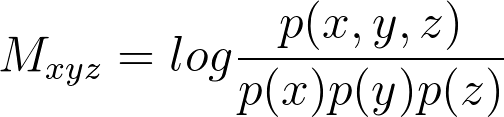 M_{xyz} = log \frac{p(x, y, z)}{p(x)p(y)p(z)}